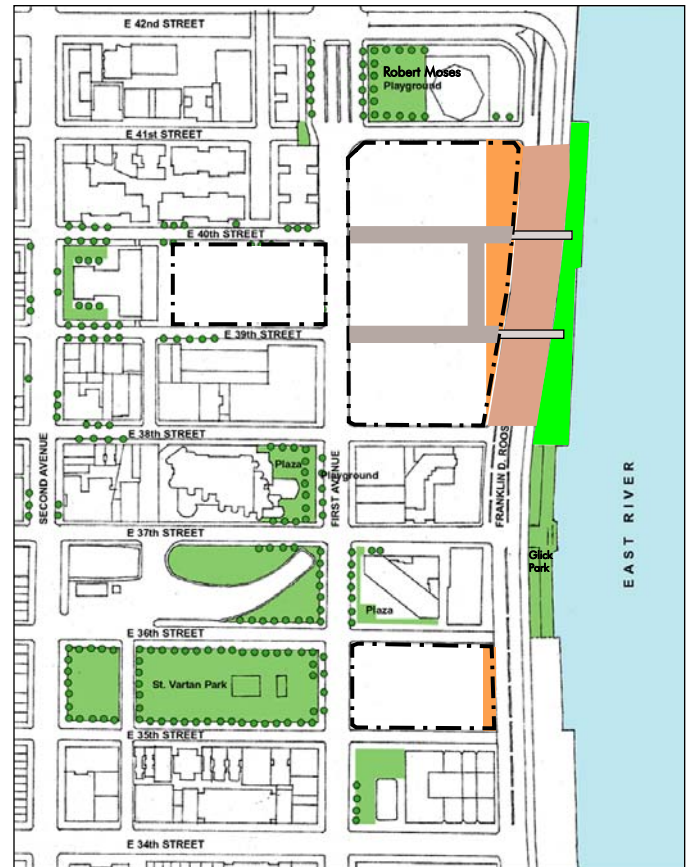 E 42nd STREET
Robert Moses
Playground
E 41st STREET
E 40th STREET
E 39th STREET
E 38th STREET
SECOND AVENUE
Plaza
Playground
FIRST AVENUE
FRANKLIN D. ROOS
EAST RIVER
E 37th STREET
Glick
Park
Plaza
E 36th STREET
St. Vartan Park
E 35th STREET
E 34th STREET